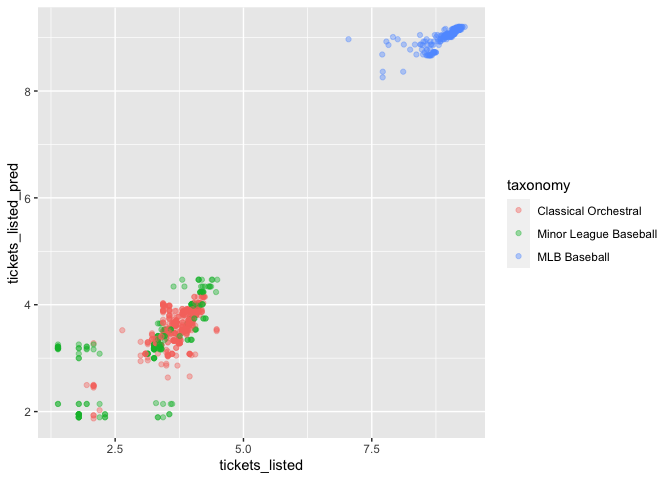 8
6
4
2
tickets_listed_pred
2.5
5.0
7.5
tickets_listed
taxonomy
Classical Orchestral
Minor League Baseball
MLB Baseball